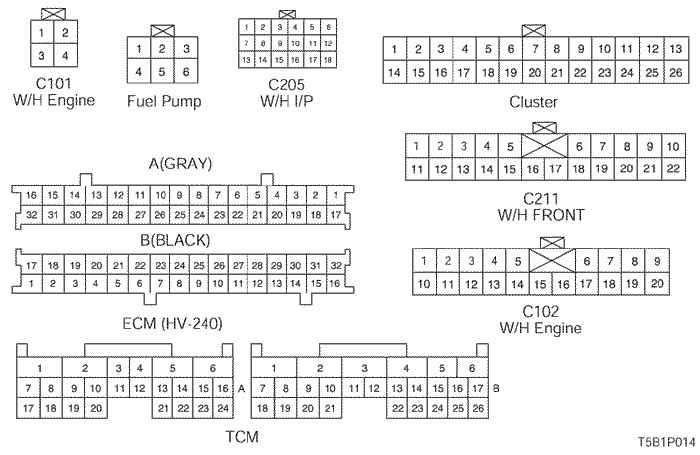 1 2
3 4
C101
W/H Engine
1 2 3
4 5 6
Fuel Pump
1 2 3 4 5 6
7 8 9 10 11 12
13 14 15 16 17 18
C205
W/H I/P
1 2 3 4 5 6 7 8 9 10 11 12 13
14 15 16 17 18 19 20 21 22 23 24 25 26
Cluster
A(GRAY)
16 15 14 13 12 11 10 9 8 7 6 5 4 3 2 1
32 31 30 29 28 27 26 25 24 23 22 21 20 19 18 17
B(BLACK)
17 18 19 20 21 22 23 24 25 26 27 28 29 30 31 32
1 2 3 4 5 6 7 8 9 10 11 12 13 14 15 16
ECM (HV-240)
1 2 3 4 5 6 7 8 9 10
11 12 13 14 15 16 17 18 19 20 21 22
C211
W/H FRONT
1 2 3 4 5 6 7 8 9
10 11 12 13 14 15 16 17 18 19 20
C102
W/H Engine
1 2 3 4 5 6
7 8 9 10 11 12 13 14 15 16 A
17 18 19 20 21 22 23 24
1 2 3 4 5 6
7 8 9 10 11 12 13 14 15 16 17 B
18 19 20 21 22 23 24 25 26
TCM
T5B1P014